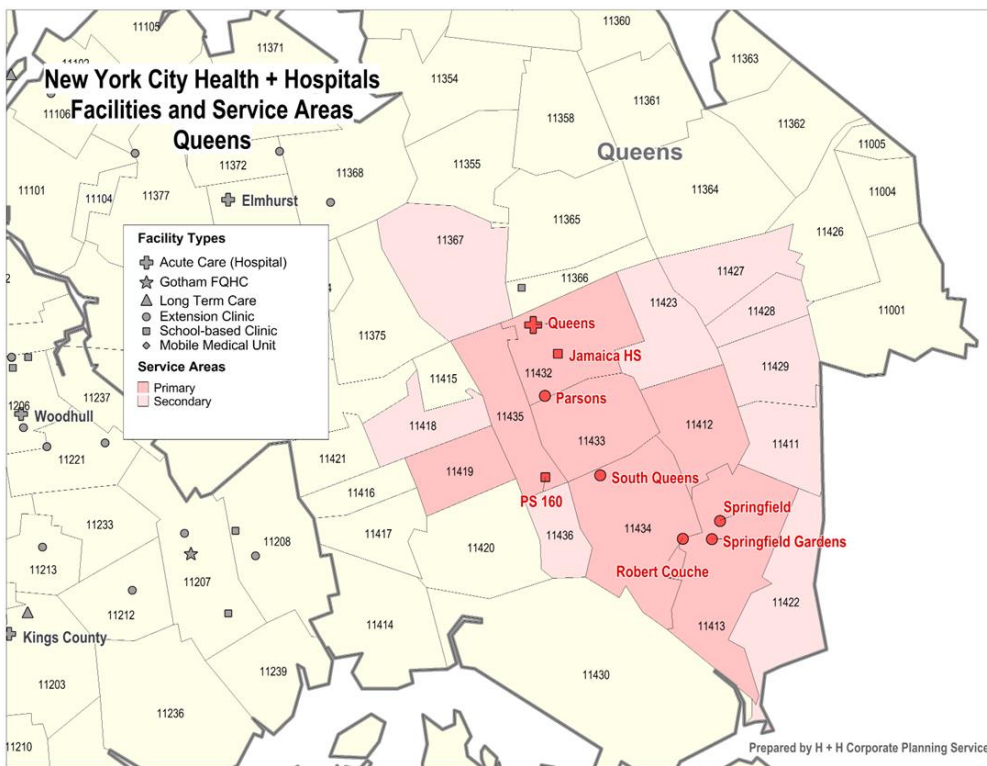 New York City Health + Hospitals
Facilities and Service Areas
Queens
11105
11371
11354
11360
11363
11102
11106
11361
11362
11358
11005
Queens
11372
11368
11355
11101
11104
11377
Elmhurst
11364
11004
11365
11426
11367
Facility Types
Acute Care (Hospital)
Gotham FQHC
Long Term Care
Extension Clinic
School-based Clinic
Mobile Medical Unit
Service Areas
Primary
Secondary
11366
11427
11423
11428
11001
Queens
11375
Jamaica HS
11429
11432
11415
Parsons
11237
1206
Woodhull
11435
11418
11412
11433
11411
11221
11421
11419
South Queens
11416
PS 160
Springfield
11233
11434
11436
11417
11208
11420
Springfield Gardens
11213
Robert Couche
11207
11212
11422
11414
11413
Kings County
11239
11430
11203
11236
11210
Prepared by H + H Corporate Planning Service